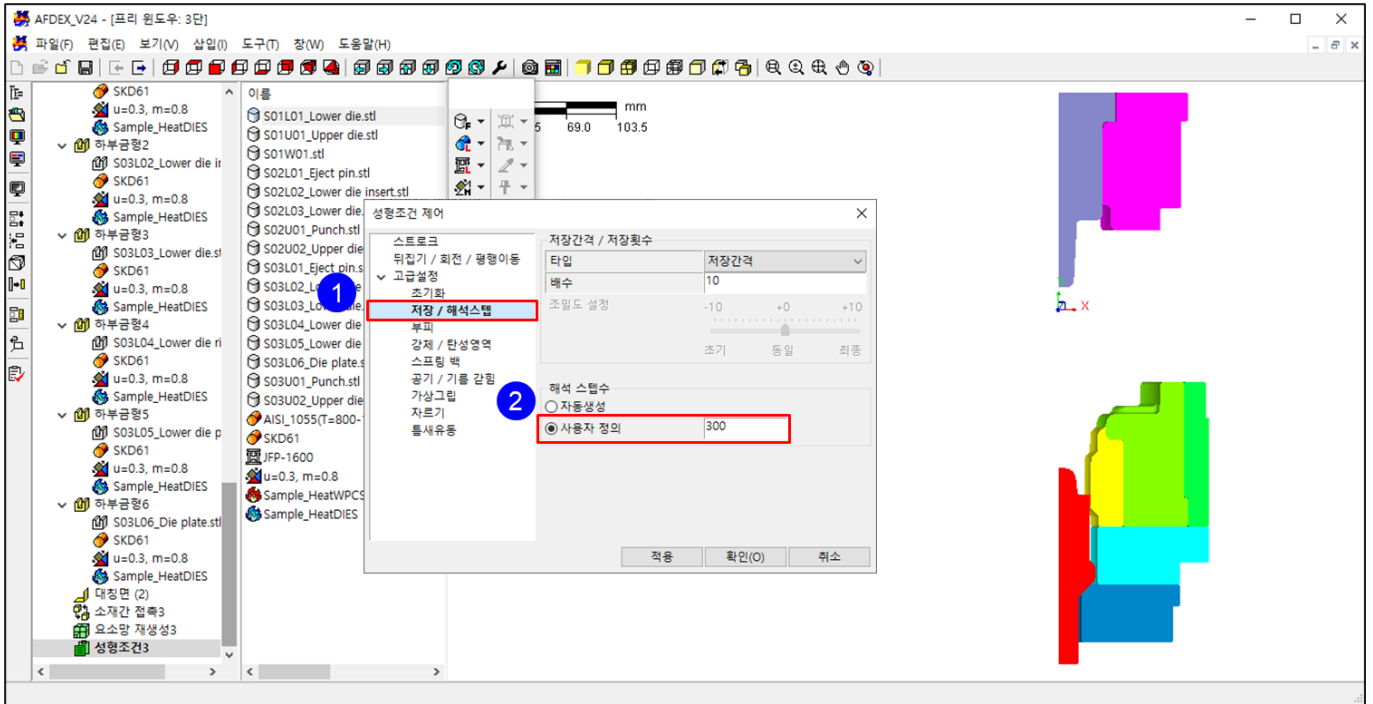 AFDEX_V24 - [프리 윈도우: 3단]
파일(F) 편집(E) 보기(V) 삽입(I) 도구(T) 창(W) 도움말(H)
SKD61
u=0.3, m=0.8
Sample_HeatDIES
하부금형2
S03L02_Lower die in
SKD61
u=0.3, m=0.8
Sample_HeatDIES
하부금형3
S03L03_Lower die.st
SKD61
u=0.3, m=0.8
Sample_HeatDIES
하부금형4
S03L04_Lower die ri
SKD61
u=0.3, m=0.8
Sample_HeatDIES
하부금형5
S03L05_Lower die p
SKD61
u=0.3, m=0.8
Sample_HeatDIES
하부금형6
S03L06_Die plate.stl
SKD61
u=0.3, m=0.8
Sample_HeatDIES
대칭면 (2)
소재간 접촉3
요소망 재생성3
성형조건3
이름
S01L01_Lower die.stl
S01U01_Upper die.stl
S01W01.stl
S02L01_Eject pin.stl
S02L02_Lower die insert.stl
S02L03_Lower die.
S02U01_Punch.stl
S02U02_Upper die
S03L01_Eject pin.s
S03L02_Lo e
S03L03_Lo ie.
S03L04_Lower die
S03L05_Lower die
S03L06_Die plate.s
S03U01_Punch.stl
S03U02_Upper die
AISI_1055(T=800-1
SKD61
JFP-1600
u=0.3, m=0.8
Sample_HeatWPCS
Sample_HeatDIES
mm
5 69.0 103.5
성형조건 제어
스트로크
뒤집기 / 회전 / 평행이동
고급설정
초기화
1
저장 / 해석스텝
부피
강체 / 탄성영역
스프링 백
공기 / 기름 갇힘
가상그립
자르기
틈새유동
저장간격 / 저장횟수
타입 저장간격
배수 10
조밀도 설정 -10 +0 +10
초기 동일 최종
해석 스텝수
2
자동생성
사용자 정의 300
적용 확인(O) 취소
Z X